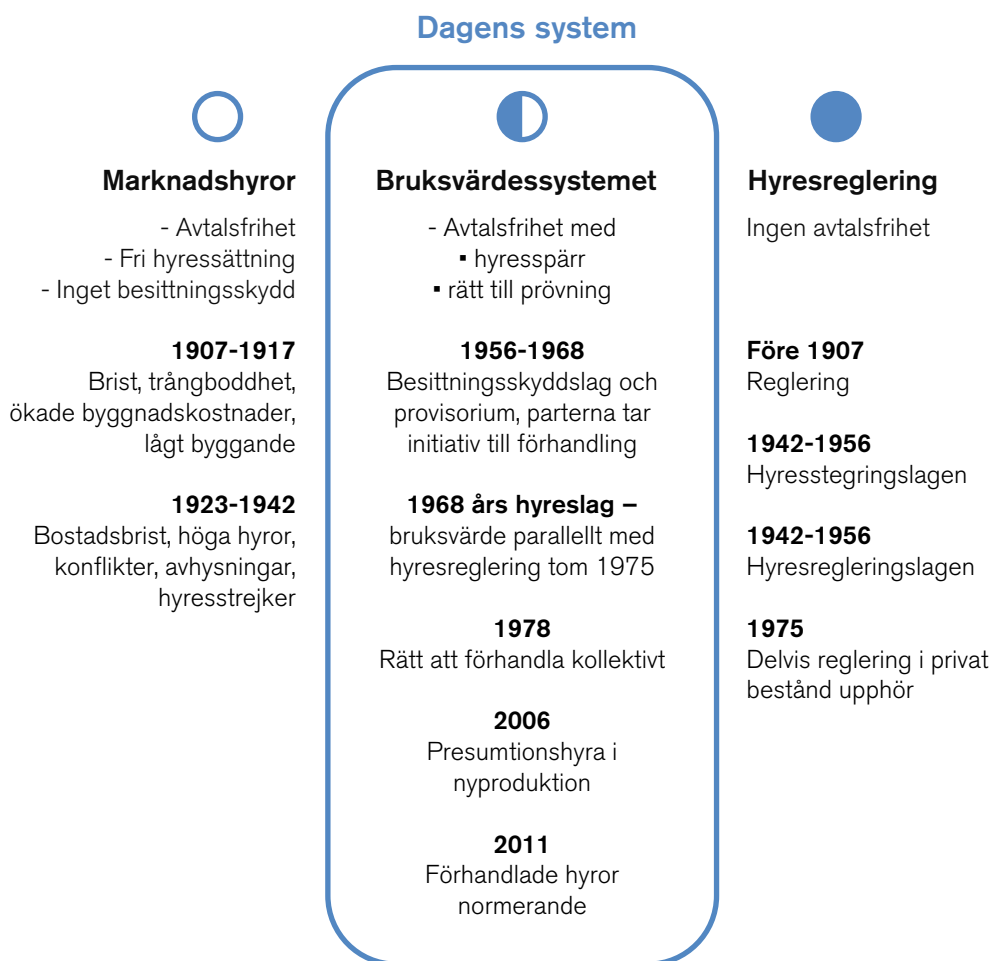 Dagens system
Marknadshyror
- Avtalsfrihet
- Fri hyressättning
- Inget besittningsskydd
1907-1917
Brist, trångboddhet,
ökade byggnadskostnader,
lågt byggande
1923-1942
Bostadsbrist, höga hyror,
konflikter, avhysningar,
hyresstrejker
Bruksvärdessystemet
- Avtalsfrihet med
▪ hyresspärr
▪ rätt till prövning
1956-1968
Besittningsskyddslag och
provisorium, parterna tar
initiativ till förhandling
1968 års hyreslag –
bruksvärde parallellt med
hyresreglering tom 1975
1978
Rätt att förhandla kollektivt
2006
Presumtionshyra i
nyproduktion
2011
Förhandlade hyror
normerande
Hyresreglering
Ingen avtalsfrihet
Före 1907
Reglering
1942-1956
Hyresstegringslagen
1942-1956
Hyresregleringslagen
1975
Delvis reglering i privat
bestånd upphör